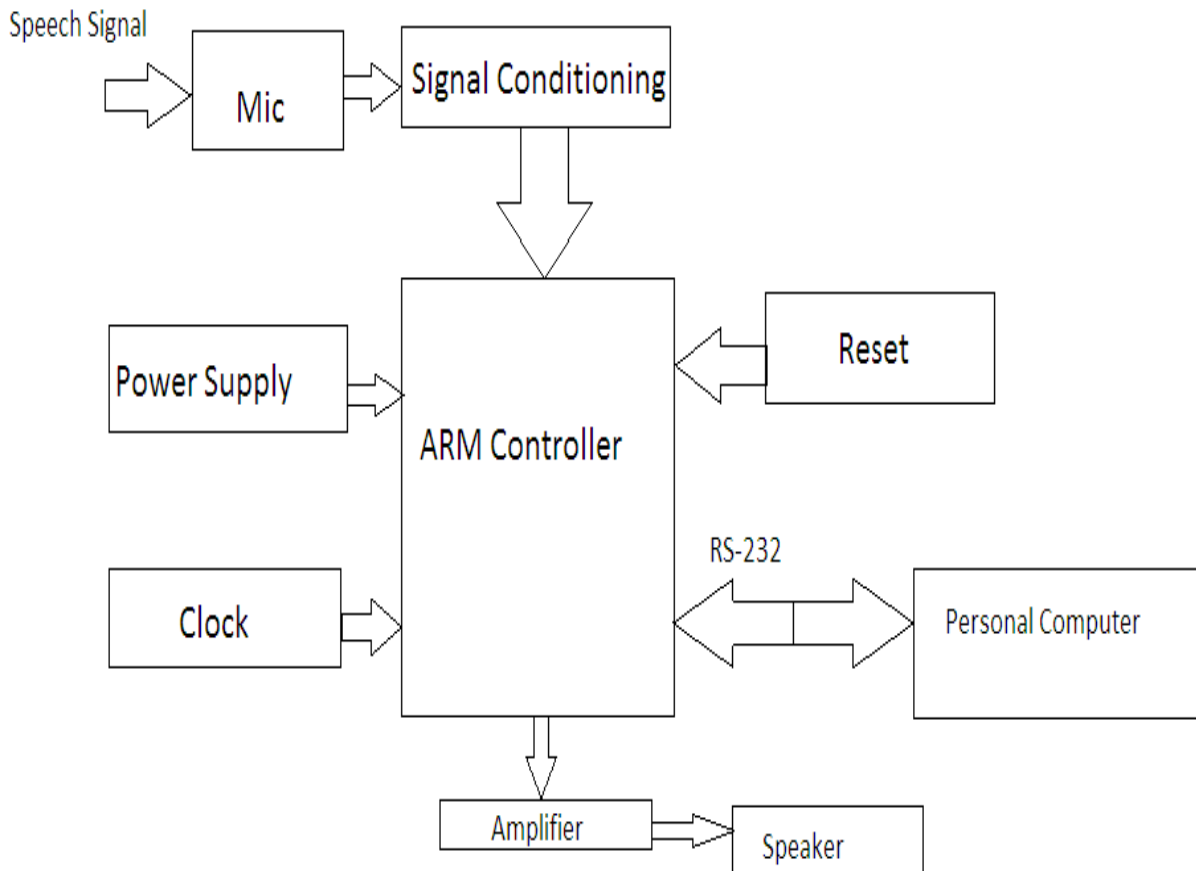 Speech Signal
Mic
Signal Conditioning
Power Supply
Reset
ARM Controller
RS-232
Clock
Personal Computer
Amplifier
Speaker